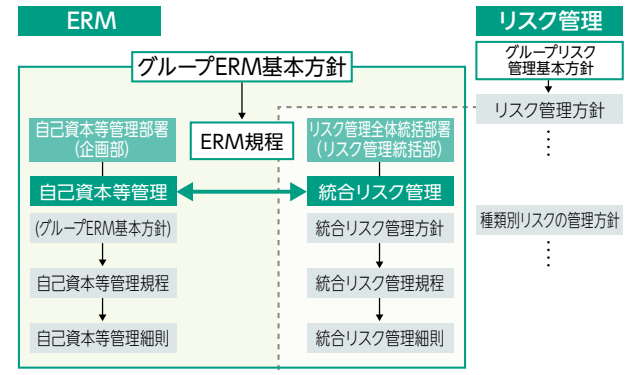 ERM
リスク管理
グループERM基本方針
グループリスク
管理基本方針
リスク管理方針
自己資本等管理部署
(企画部)
ERM規程
リスク管理全体統括部署
(リスク管理統括部)
自己資本等管理
統合リスク管理
(グループERM基本方針)
統合リスク管理方針
種類別リスクの管理方針
自己資本等管理規程
統合リスク管理規程
自己資本等管理細則
統合リスク管理細則